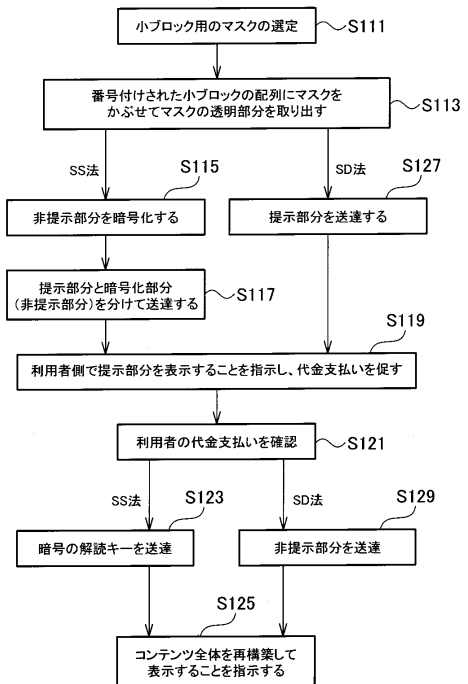 小ブロック用のマスクの選定
S111
番号付けされた小ブロックの配列にマスクを
かぶせてマスクの透明部分を取り出す
S113
SS法
S115
SD法
S127
非提示部分を暗号化する
提示部分を送達する
提示部分と暗号化部分
(非提示部分)を分けて送達する
S117
S119
利用者側で提示部分を表示することを指示し、代金支払いを促す
利用者の代金支払いを確認
S121
SS法
S123
SD法
S129
暗号の解読キーを送達
非提示部分を送達
S125
コンテンツ全体を再構築して
表示することを指示する